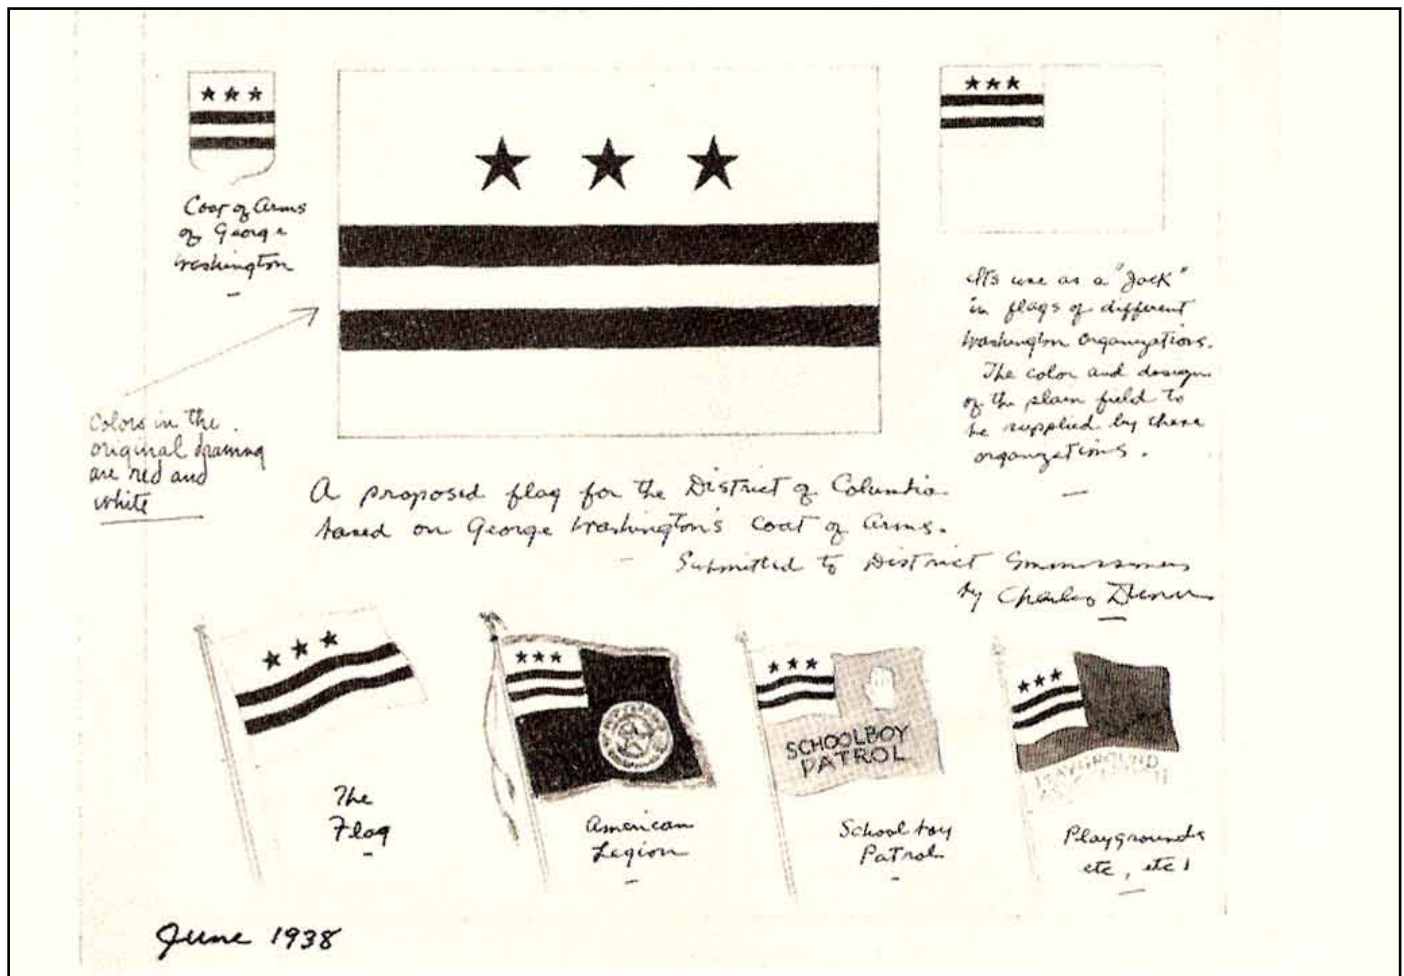 Coat of Arms
of George
Washington
Its use as a "Jack"
in flags of different
Washington organizations.
The color and design
of the plain field to
be supplied by these
organizations.
Colors in the
original drawing
are red and
white
A proposed flag for the District of Columbia
based on George Washington's Coat of Arms.
Submitted to District Commissioners
by Charles Dunn
SCHOOLBOY
PATROL
PLAYGROUND
The
Flag
American
Legion
School boy
Patrol
Playgrounds
etc, etc!
June 1938